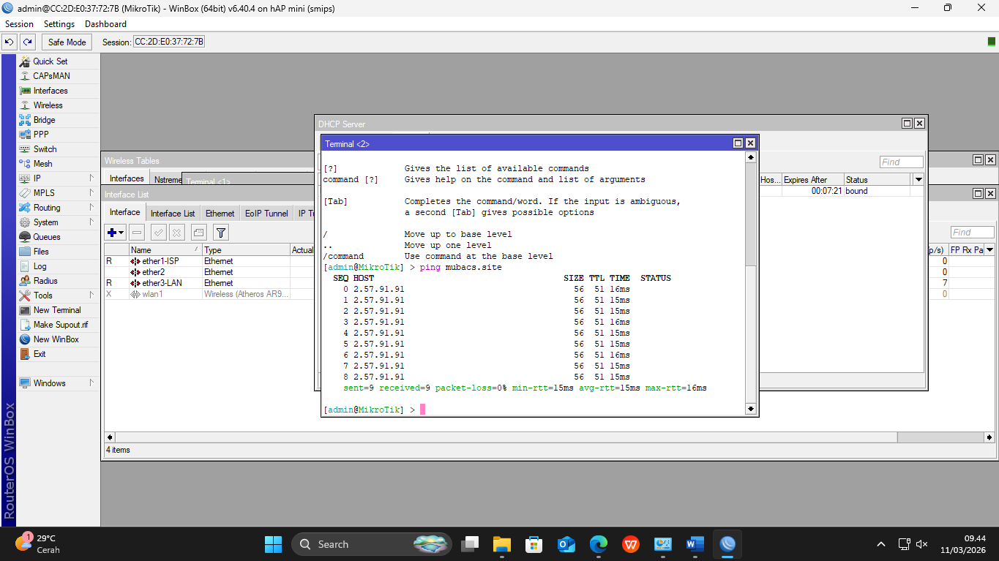 admin@CC:2D:E0:37:72:7B (MikroTik) - WinBox (64bit) v6.40.4 on hAP mini (smips)
Session Settings Dashboard
Safe Mode Session: CC:2D:E0:37:72:7B
Quick Set
CAPsMAN
Interfaces
Wireless
Bridge
PPP
Switch
Mesh
IP
MPLS
Routing
System
Queues
Files
Log
Radius
Tools
New Terminal
Make Supout.rif
New WinBox
Exit
Windows
RouterOS WinBox
DHCP Server
Find
Hos... Expires After Status
00:07:21 bound
Wireless Tables
Interfaces Nstreme
Terminal <1>
Interface List
Interface Interface List Ethernet EoIP Tunnel IP Tu
Find
Name Type Actual
p/s) FP Rx Pa
R ether1-ISP Ethernet 0
ether2 Ethernet 0
R ether3-LAN Ethernet 7
X wlan1 Wireless (Atheros AR9... 0
4 items
Terminal <2>
[?] Gives the list of available commands
command [?] Gives help on the command and list of arguments
[Tab] Completes the command/word. If the input is ambiguous,
a second [Tab] gives possible options
/ Move up to base level
.. Move up one level
/command Use command at the base level
[admin@MikroTik] > ping mubacs.site
SEQ HOST SIZE TTL TIME STATUS
0 2.57.91.91 56 51 16ms
1 2.57.91.91 56 51 15ms
2 2.57.91.91 56 51 15ms
3 2.57.91.91 56 51 16ms
4 2.57.91.91 56 51 15ms
5 2.57.91.91 56 51 15ms
6 2.57.91.91 56 51 16ms
7 2.57.91.91 56 51 15ms
8 2.57.91.91 56 51 15ms
sent=9 received=9 packet-loss=0% min-rtt=15ms avg-rtt=15ms max-rtt=16ms
[admin@MikroTik] >
1
29°C
Cerah
Search
09.44
11/03/2026